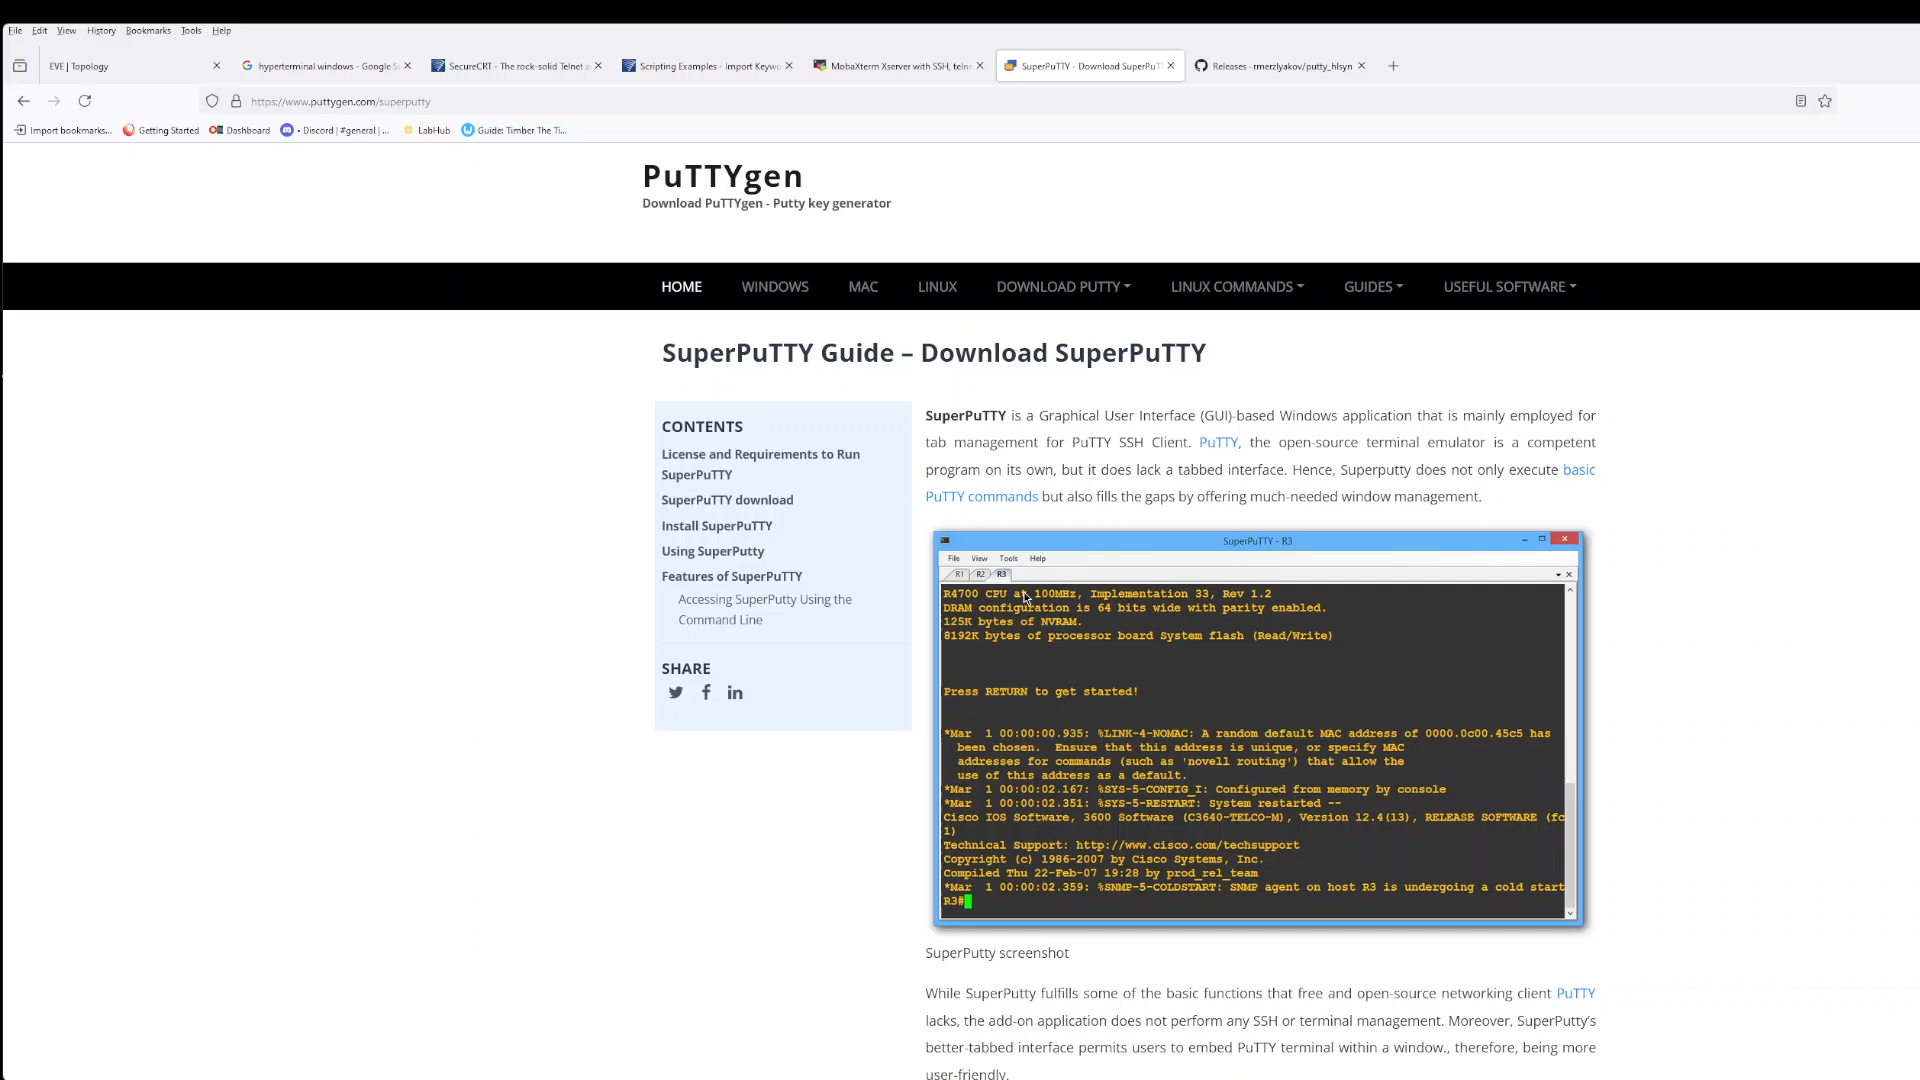 File Edit View History Bookmarks Tools Help
EVE | Topology
hyperterminal windows - Google S
SecureCRT - The rock-solid Telnet a
Scripting Examples - Import Keywo
MobaXterm Xserver with SSH, telne
SuperPuTTY - Download SuperPuT
Releases · rmerzlyakov/putty_hlsyn
https://www.puttygen.com/superputty
Import bookmarks...
Getting Started
Dashboard
• Discord | #general | ...
LabHub
Guide: Timber The Ti...
PuTTYgen
Download PuTTYgen - Putty key generator
HOME WINDOWS MAC LINUX DOWNLOAD PUTTY LINUX COMMANDS GUIDES USEFUL SOFTWARE
SuperPuTTY Guide – Download SuperPuTTY
CONTENTS
License and Requirements to Run
SuperPuTTY
SuperPuTTY download
Install SuperPuTTY
Using SuperPutty
Features of SuperPuTTY
Accessing SuperPutty Using the
Command Line
SHARE
SuperPuTTY is a Graphical User Interface (GUI)-based Windows application that is mainly employed for
tab management for PuTTY SSH Client. PuTTY, the open-source terminal emulator is a competent
program on its own, but it does lack a tabbed interface. Hence, Superputty does not only execute basic
PuTTY commands but also fills the gaps by offering much-needed window management.
SuperPuTTY - R3
File View Tools Help
R1 R2 R3
R4700 CPU at 100MHz, Implementation 33, Rev 1.2
DRAM configuration is 64 bits wide with parity enabled.
125K bytes of NVRAM.
8192K bytes of processor board System flash (Read/Write)
Press RETURN to get started!
*Mar  1 00:00:00.935: %LINK-4-NOMAC: A random default MAC address of 0000.0c00.45c5 has
been chosen.  Ensure that this address is unique, or specify MAC
addresses for commands (such as 'novell routing') that allow the
use of this address as a default.
*Mar  1 00:00:02.167: %SYS-5-CONFIG_I: Configured from memory by console
*Mar  1 00:00:02.351: %SYS-5-RESTART: System restarted --
Cisco IOS Software, 3600 Software (C3640-TELCO-M), Version 12.4(13), RELEASE SOFTWARE (fc
1)
Technical Support: http://www.cisco.com/techsupport
Copyright (c) 1986-2007 by Cisco Systems, Inc.
Compiled Thu 22-Feb-07 19:28 by prod_rel_team
*Mar  1 00:00:02.359: %SNMP-5-COLDSTART: SNMP agent on host R3 is undergoing a cold start
R3#
SuperPutty screenshot
While SuperPutty fulfills some of the basic functions that free and open-source networking client PuTTY
lacks, the add-on application does not perform any SSH or terminal management. Moreover, SuperPutty's
better-tabbed interface permits users to embed PuTTY terminal within a window., therefore, being more
user-friendly.